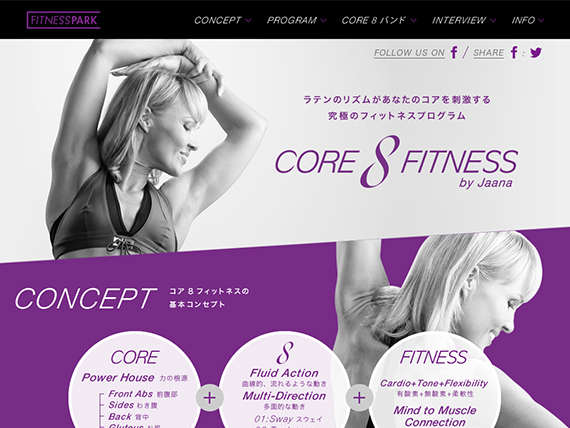 FITNESSPARK
CONCEPT
PROGRAM
CORE 8 バンド
INTERVIEW
INFO
FOLLOW US ON / SHARE :
ラテンのリズムがあなたのコアを刺激する
究極のフィットネスプログラム
CORE 8 FITNESS
by Jaana
CONCEPT
コア 8 フィットネスの
基本コンセプト
CORE
Power House 力の根源
Front Abs 前腹部
Sides わき腹
Back 背中
+
8
Fluid Action
曲線的、流れるような動き
Multi-Direction
多面的な動き
01:Sway スウェイ
+
FITNESS
Cardio+Tone+Flexibility
有酸素+無酸素+柔軟性
Mind to Muscle
Connection